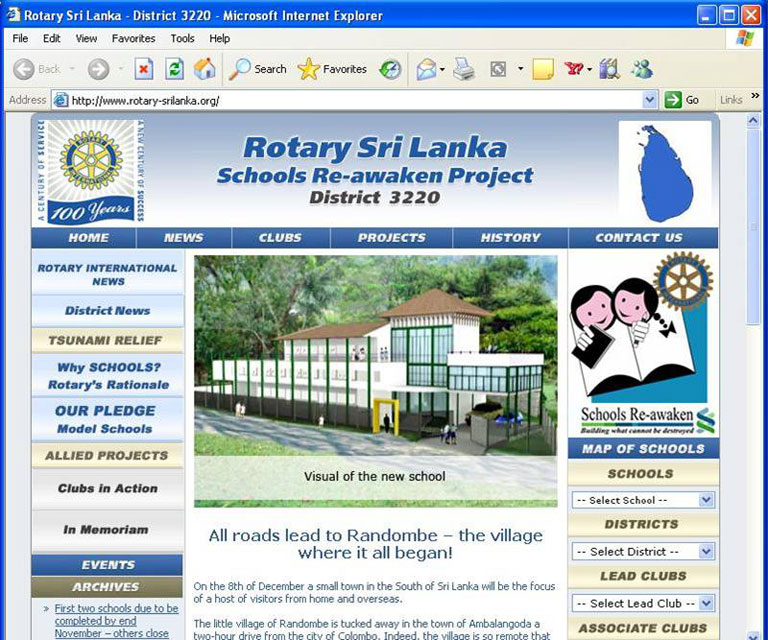 Rotary Sri Lanka - District 3220 - Microsoft Internet Explorer
File Edit View Favorites Tools Help
Back Search Favorites
Address http://www.rotary-srilanka.org/ Go Links »
A CENTURY OF SERVICE
A NEW CENTURY OF SUCCESS
ROTARY INTERNATIONAL
100 Years
Rotary Sri Lanka
Schools Re-awaken Project
District 3220
HOME NEWS CLUBS PROJECTS HISTORY CONTACT US
ROTARY INTERNATIONAL
NEWS
District News
TSUNAMI RELIEF
Why SCHOOLS?
Rotary's Rationale
OUR PLEDGE
Model Schools
ALLIED PROJECTS
Clubs in Action
In Memoriam
EVENTS
ARCHIVES
» First two schools due to be
completed by end
November – others close
Visual of the new school
All roads lead to Randombe – the village
where it all began!
On the 8th of December a small town in the South of Sri Lanka will be the focus
of a host of visitors from home and overseas.
The little village of Randombe is tucked away in the town of Ambalangoda a
two-hour drive from the city of Colombo. Indeed, the village is so remote that
Schools Re-awaken
Building what cannot be destroyed
MAP OF SCHOOLS
SCHOOLS
-- Select School --
DISTRICTS
-- Select District --
LEAD CLUBS
-- Select Lead Club --
ASSOCIATE CLUBS